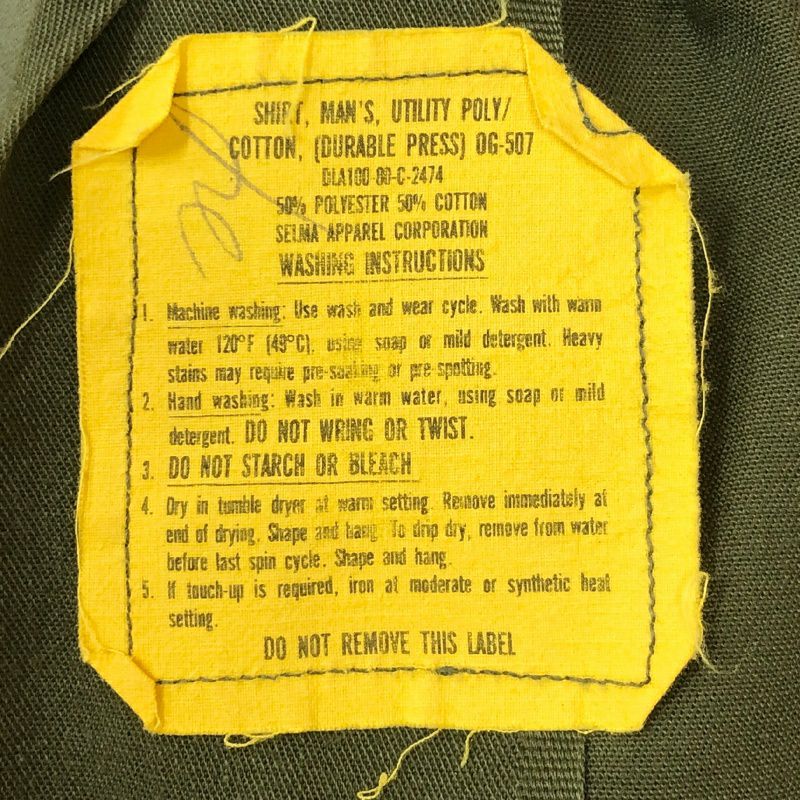 SHIRT, MAN'S, UTILITY POLY/
COTTON, (DURABLE PRESS) OG-507
DLA100-80-C-2474
50% POLYESTER 50% COTTON
SELMA APPAREL CORPORATION
WASHING INSTRUCTIONS
1. Machine washing: Use wash and wear cycle. Wash with warm
water 120°F (49°C), using soap or mild detergent. Heavy
stains may require pre-soaking or pre-spotting.
2. Hand washing: Wash in warm water, using soap or mild
detergent. DO NOT WRING OR TWIST.
3. DO NOT STARCH OR BLEACH
4. Dry in tumble dryer at warm setting. Remove immediately at
end of drying. Shape and hang. To drip dry, remove from water
before last spin cycle. Shape and hang.
5. If touch-up is required, iron at moderate or synthetic heat
setting.
DO NOT REMOVE THIS LABEL